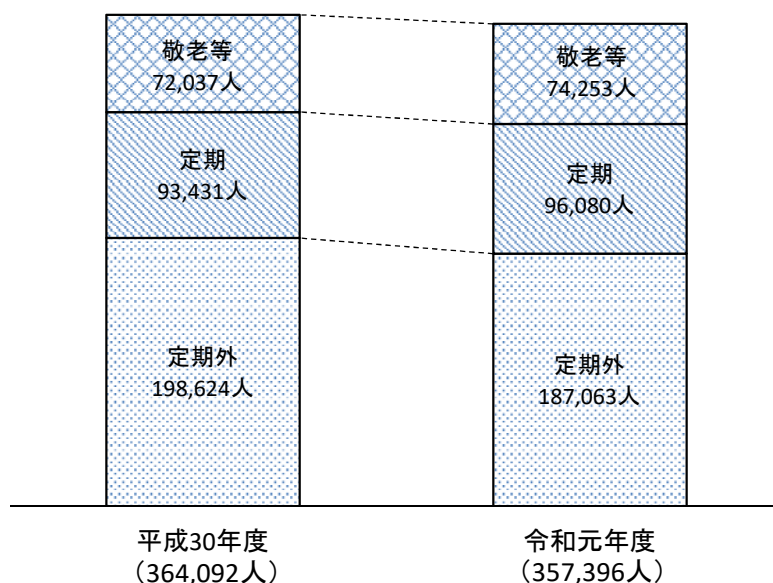 敬老等
72,037人
定期
93,431人
定期外
198,624人
平成30年度
（364,092人）
敬老等
74,253人
定期
96,080人
定期外
187,063人
令和元年度
（357,396人）